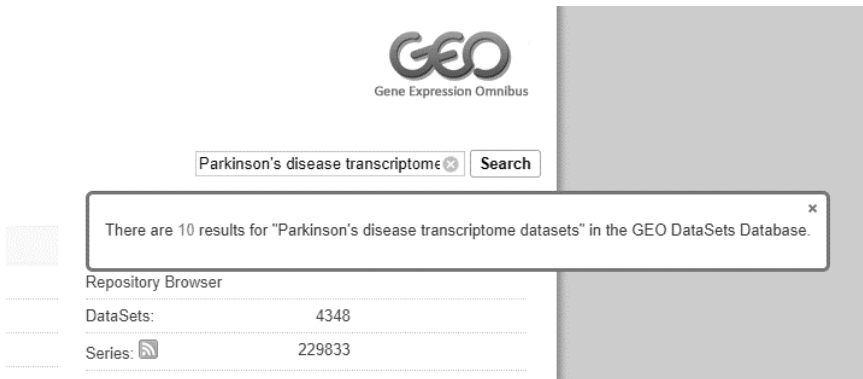 GEO
Gene Expression Omnibus
Parkinson's disease transcriptome
Search
There are 10 results for "Parkinson's disease transcriptome datasets" in the GEO DataSets Database.
Repository Browser
DataSets: 4348
Series: 229833